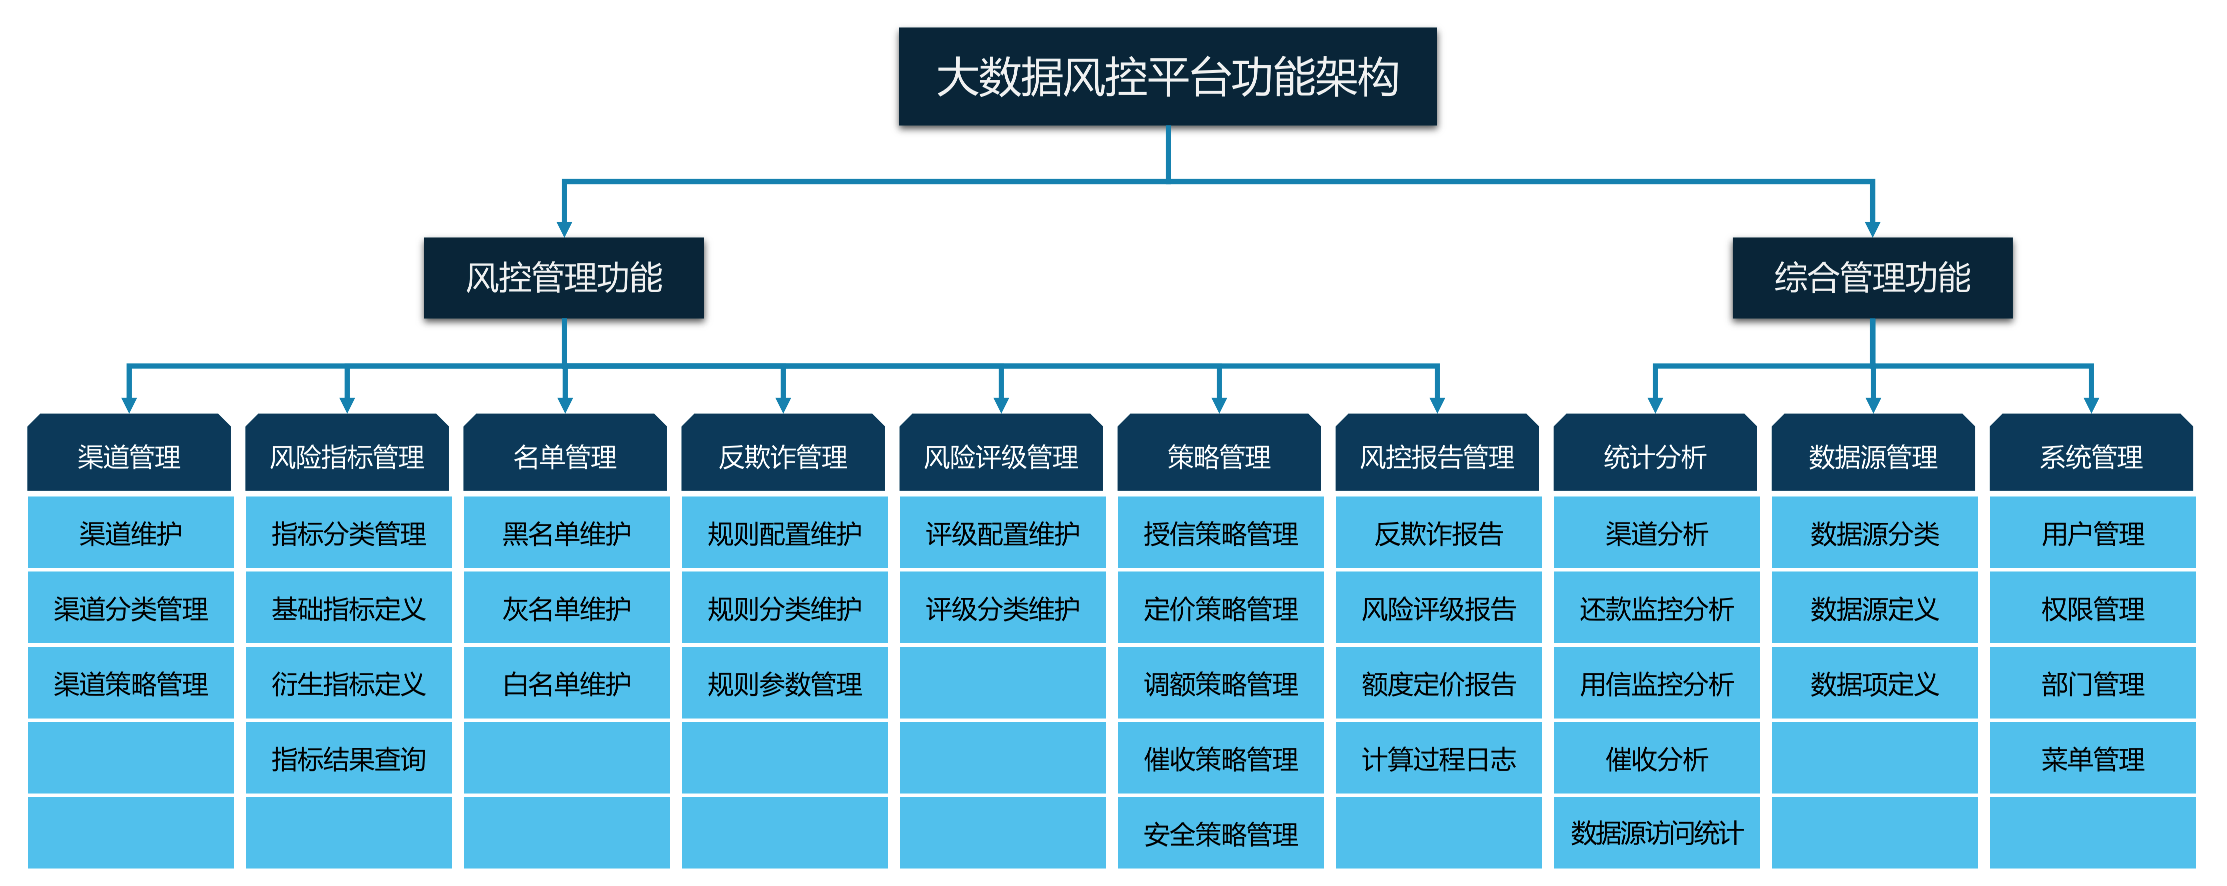 大数据风控平台功能架构
风控管理功能
综合管理功能
渠道管理
风险指标管理
名单管理
反欺诈管理
风险评级管理
策略管理
风控报告管理
统计分析
数据源管理
系统管理
渠道维护
指标分类管理
黑名单维护
规则配置维护
评级配置维护
授信策略管理
反欺诈报告
渠道分析
数据源分类
用户管理
渠道分类管理
基础指标定义
灰名单维护
规则分类维护
评级分类维护
定价策略管理
风险评级报告
还款监控分析
数据源定义
权限管理
渠道策略管理
衍生指标定义
白名单维护
规则参数管理
调额策略管理
额度定价报告
用信监控分析
数据项定义
部门管理
指标结果查询
催收策略管理
计算过程日志
催收分析
菜单管理
安全策略管理
数据源访问统计